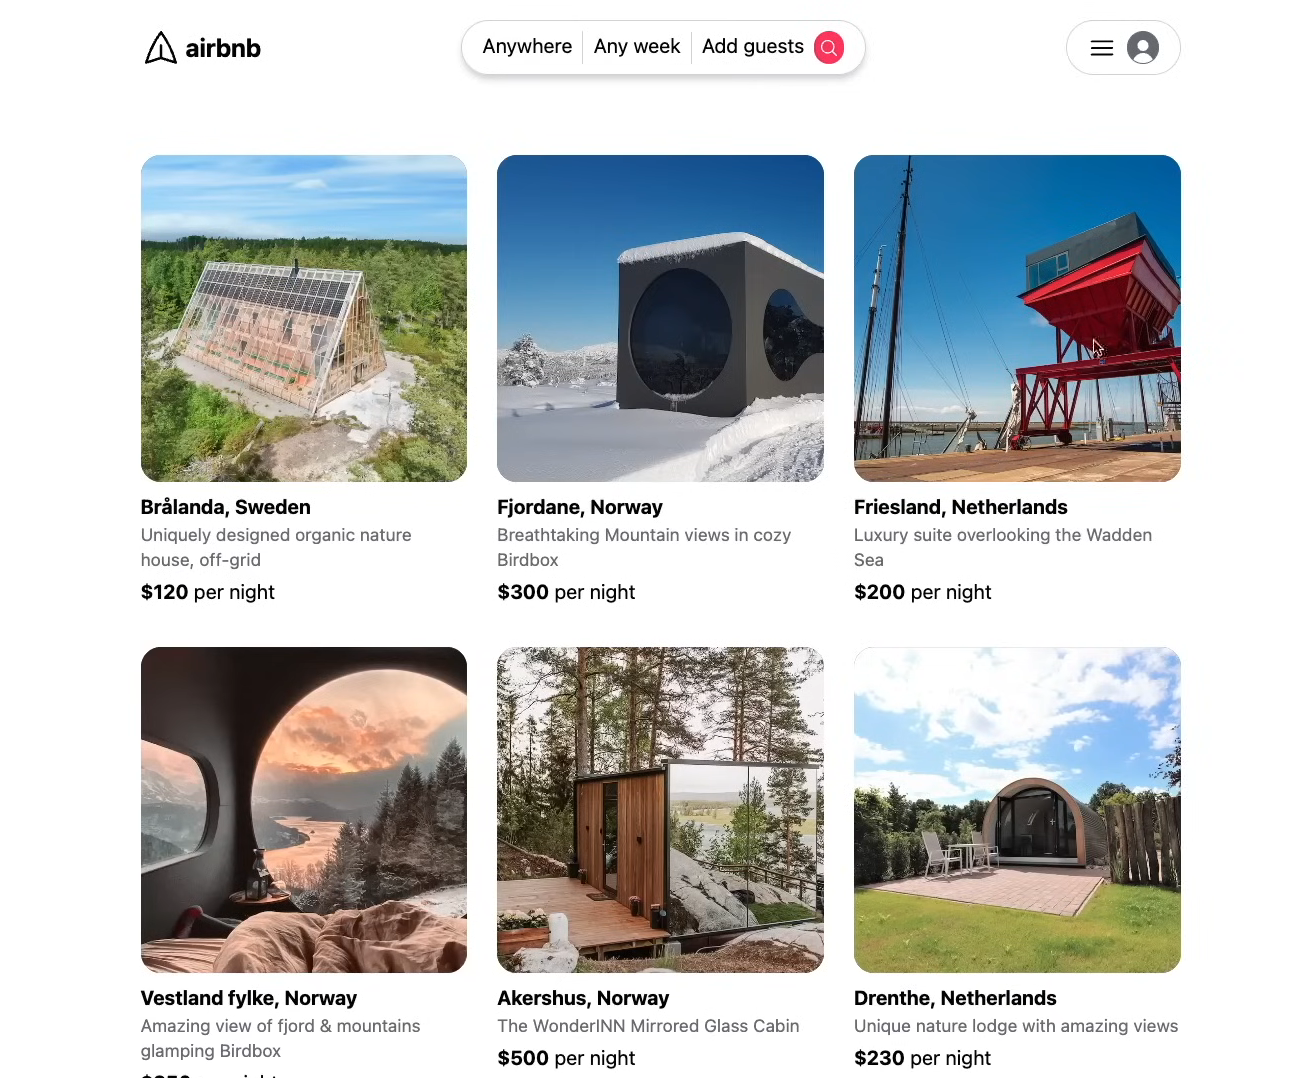 airbnb
Anywhere
Any week
Add guests
Brålanda, Sweden
Uniquely designed organic nature
house, off-grid
$120 per night
Fjordane, Norway
Breathtaking Mountain views in cozy
Birdbox
$300 per night
Friesland, Netherlands
Luxury suite overlooking the Wadden
Sea
$200 per night
Vestland fylke, Norway
Amazing view of fjord & mountains
glamping Birdbox
Akershus, Norway
The WonderINN Mirrored Glass Cabin
$500 per night
Drenthe, Netherlands
Unique nature lodge with amazing views
$230 per night